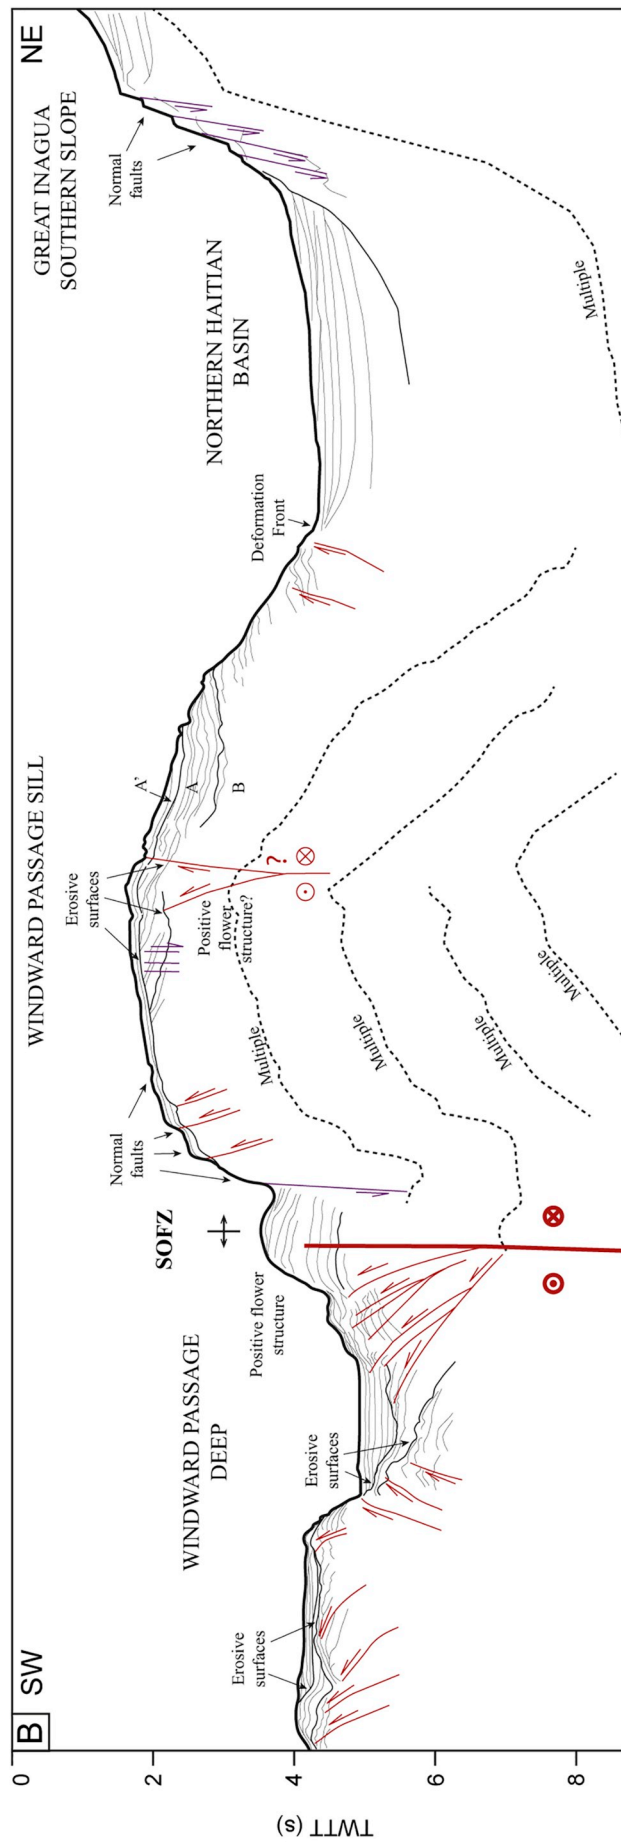 B
SW
NE
WINDWARD PASSAGE
DEEP
SOFZ
WINDWARD PASSAGE SILL
NORTHERN HAITIAN
BASIN
GREAT INAGUA
SOUTHERN SLOPE
Erosive
surfaces
Erosive
surfaces
Positive flower
structure
Normal
faults
Erosive
surfaces
Positive
flower
structure?
?
A'
A
B
Deformation
Front
Normal
faults
Multiple
Multiple
Multiple
Multiple
Multiple
0
2
4
6
8
TWTT (s)